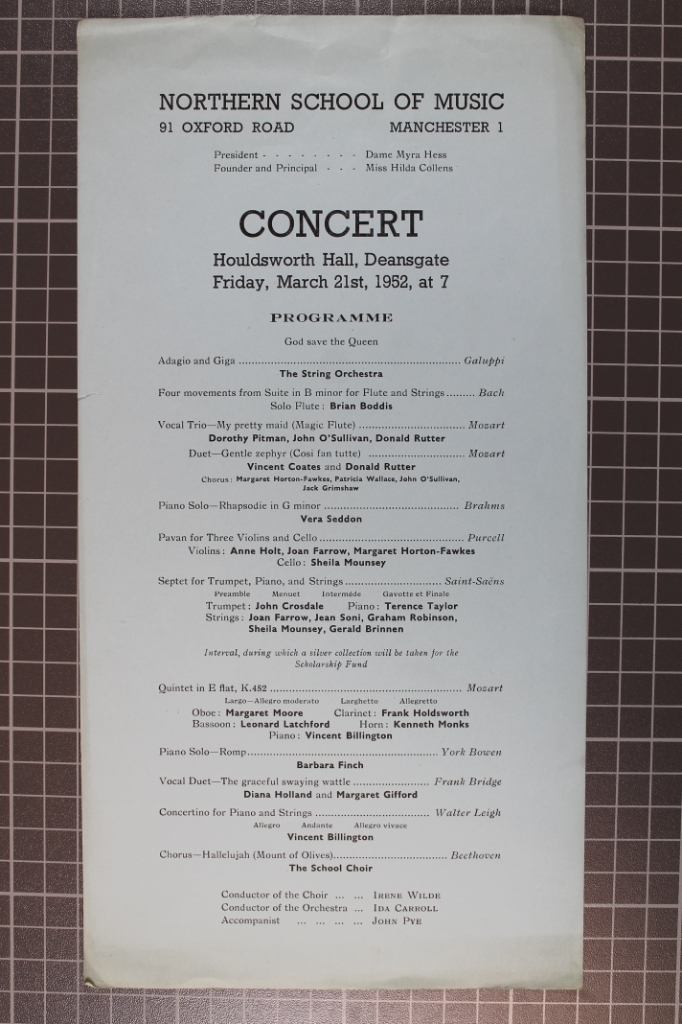 NORTHERN SCHOOL OF MUSIC
91 OXFORD ROAD MANCHESTER 1
President - - - - - - - - Dame Myra Hess
Founder and Principal - - - Miss Hilda Collens
CONCERT
Houldsworth Hall, Deansgate
Friday, March 21st, 1952, at 7
PROGRAMME
God save the Queen
Adagio and Giga ........ Galuppi
The String Orchestra
Four movements from Suite in B minor for Flute and Strings......... Bach
Solo Flute: Brian Boddis
Vocal Trio—My pretty maid (Magic Flute) ........ Mozart
Dorothy Pitman, John O'Sullivan, Donald Rutter
Duet—Gentle zephyr (Cosi fan tutte) ........ Mozart
Vincent Coates and Donald Rutter
Chorus: Margaret Horton-Fawkes, Patricia Wallace, John O'Sullivan,
Jack Grimshaw
Piano Solo—Rhapsodie in G minor ........ Brahms
Vera Seddon
Pavan for Three Violins and Cello ........ Purcell
Violins: Anne Holt, Joan Farrow, Margaret Horton-Fawkes
Cello: Sheila Mounsey
Septet for Trumpet, Piano, and Strings ........ Saint-Saëns
Preamble Menuet Interméde Gavotte et Finale
Trumpet: John Crosdale Piano: Terence Taylor
Strings: Joan Farrow, Jean Soni, Graham Robinson,
Sheila Mounsey, Gerald Brinnen
Interval, during which a silver collection will be taken for the
Scholarship Fund
Quintet in E flat, K.452 ........ Mozart
Largo—Allegro moderato Larghetto Allegretto
Oboe: Margaret Moore Clarinet: Frank Holdsworth
Bassoon: Leonard Latchford Horn: Kenneth Monks
Piano: Vincent Billington
Piano Solo—Romp ........ York Bowen
Barbara Finch
Vocal Duet—The graceful swaying wattle ........ Frank Bridge
Diana Holland and Margaret Gifford
Concertino for Piano and Strings ........ Walter Leigh
Allegro Andante Allegro vivace
Vincent Billington
Chorus—Hallelujah (Mount of Olives)........ Beethoven
The School Choir
Conductor of the Choir ... ... IRENE WILDE
Conductor of the Orchestra ... IDA CARROLL
Accompanist ... ... ... ... JOHN PYE